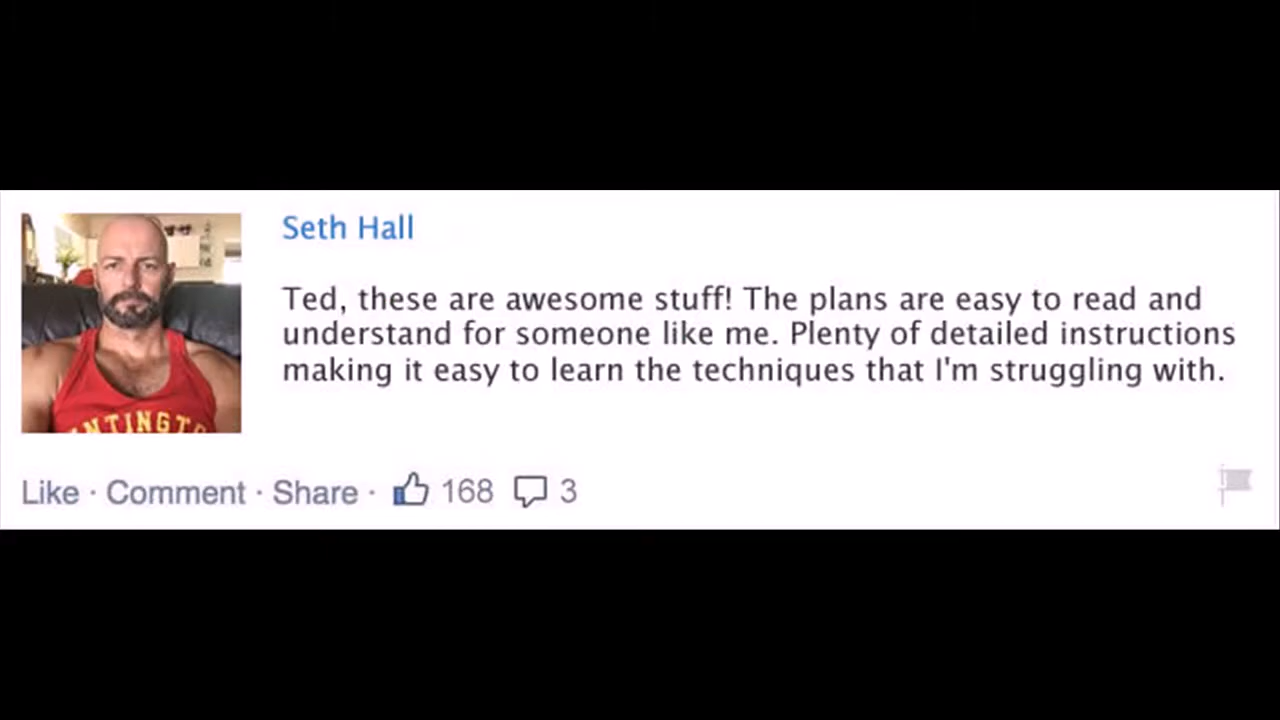 Seth Hall
Ted, these are awesome stuff! The plans are easy to read and
understand for someone like me. Plenty of detailed instructions
making it easy to learn the techniques that I'm struggling with.
NTINGT
Like · Comment · Share · 168 3